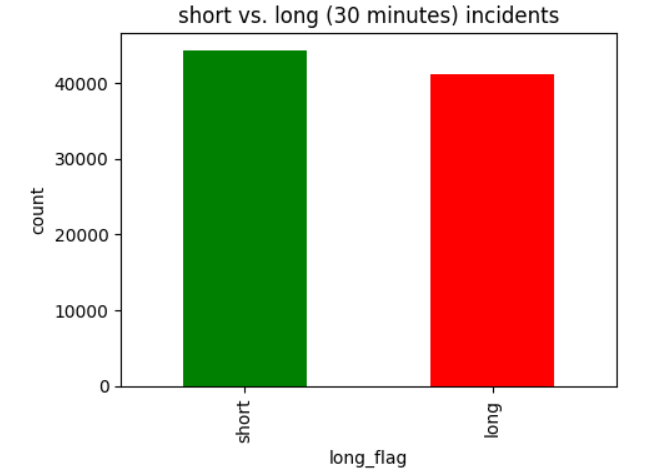 short vs. long (30 minutes) incidents
count
40000
30000
20000
10000
0
short
long
long_flag